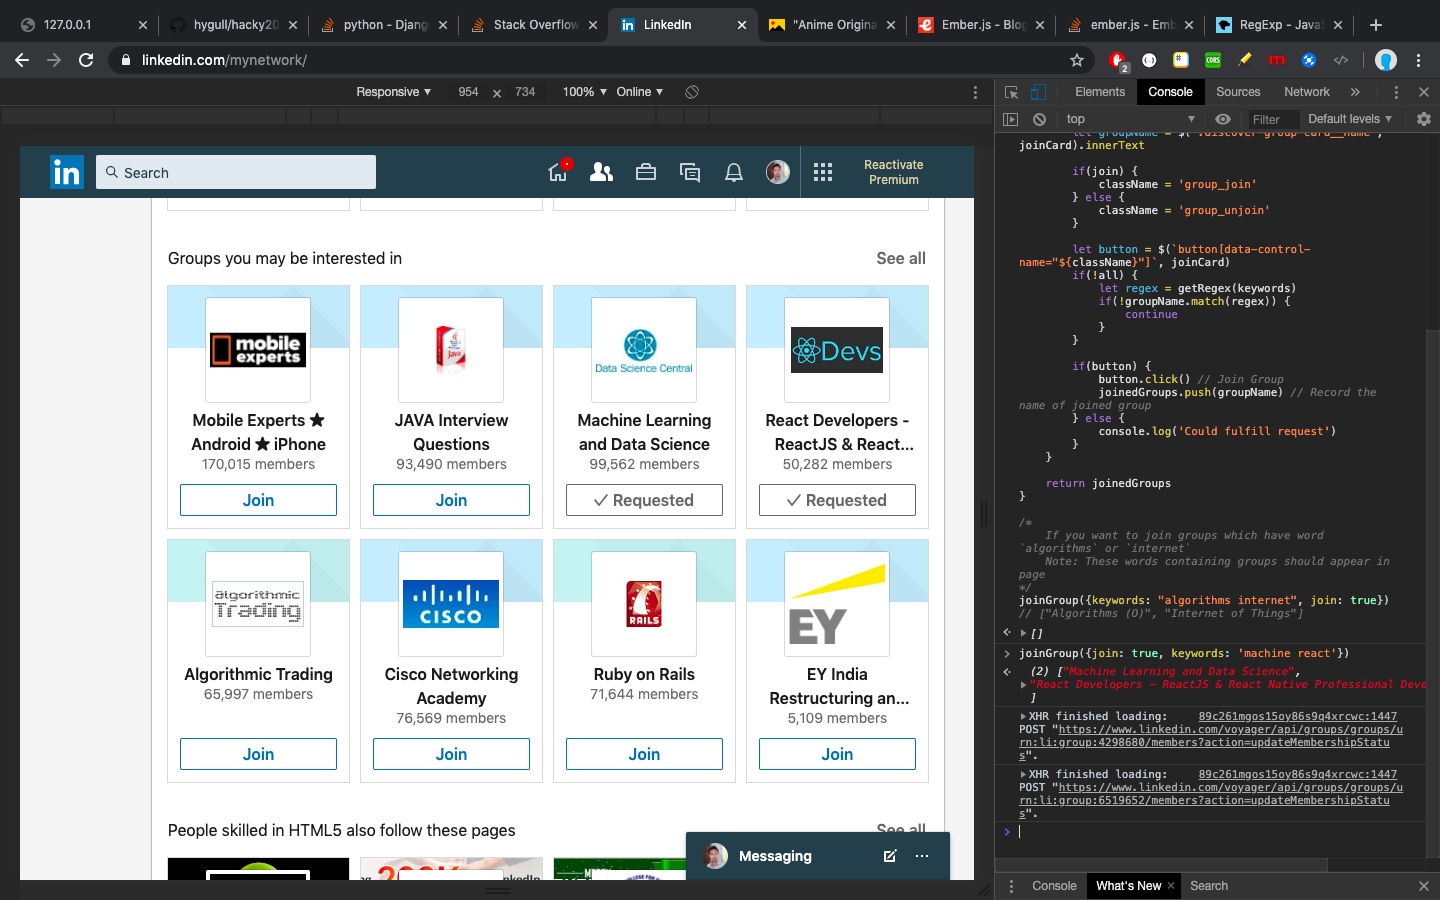 127.0.0.1
hygull/hacky20
python - Djang
Stack Overflow
LinkedIn
"Anime Origina
Ember.js - Blog
ember.js - Emb
RegExp - JavaS
linkedin.com/mynetwork/
2
CORS
m
Responsive
954 x 734
100%
Online
Elements
Console
Sources
Network
top
Filter
Default levels
in
Search
Reactivate
Premium
Groups you may be interested in
See all
mobile
experts
Mobile Experts ★
Android ★ iPhone
170,015 members
Join
Java
JAVA Interview
Questions
93,490 members
Join
Data Science Central
Machine Learning
and Data Science
99,562 members
Requested
Devs
React Developers -
ReactJS & React...
50,282 members
Requested
algorithmic
Trading
Algorithmic Trading
65,997 members
Join
CISCO
Cisco Networking
Academy
76,569 members
Join
RAILS
Ruby on Rails
71,644 members
Join
EY
EY India
Restructuring an...
5,109 members
Join
People skilled in HTML5 also follow these pages
See all
Messaging
let groupName = $('.discover-group-card__name',
joinCard).innerText
if(join) {
className = 'group_join'
} else {
className = 'group_unjoin'
}
let button = $(`button[data-control-
name="${className}"]`, joinCard)
if(!all) {
let regex = getRegex(keywords)
if(!groupName.match(regex)) {
continue
}
}
if(button) {
button.click() // Join Group
joinedGroups.push(groupName) // Record the
name of joined group
} else {
console.log('Could fulfill request')
}
}
return joinedGroups
}
/*
If you want to join groups which have word
`algorithms` or `internet`
Note: These words containing groups should appear in
page
*/
joinGroup({keywords: "algorithms internet", join: true})
// ["Algorithms (O)", "Internet of Things"]
[]
joinGroup({join: true, keywords: 'machine react'})
(2) ["Machine Learning and Data Science",
"React Developers – ReactJS & React Native Professional Deve
]
XHR finished loading: 89c261mgos15oy86s9q4xrcwc:1447
POST "https://www.linkedin.com/voyager/api/groups/groups/u
rn:li:group:4298680/members?action=updateMembershipStatu
s".
XHR finished loading: 89c261mgos15oy86s9q4xrcwc:1447
POST "https://www.linkedin.com/voyager/api/groups/groups/u
rn:li:group:6519652/members?action=updateMembershipStatu
s".
Console
What's New
Search